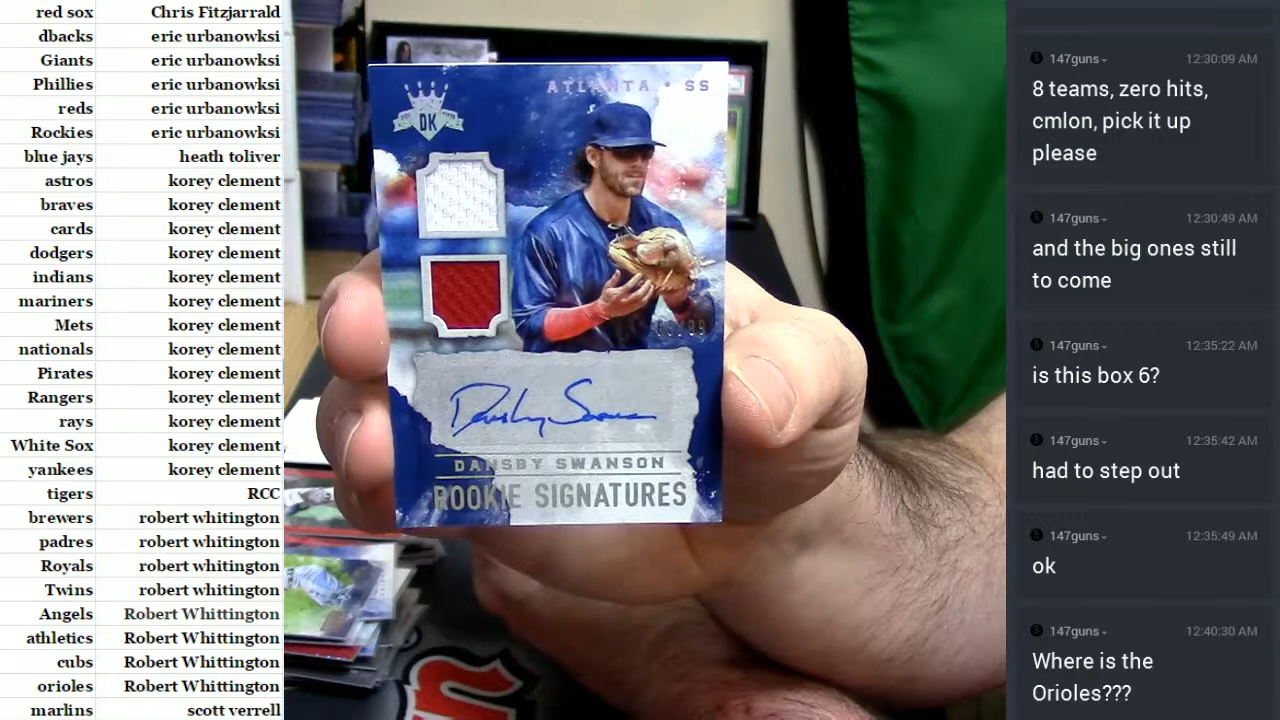 red sox Chris Fitzjarrald
dbacks eric urbanowksi
Giants eric urbanowksi
Phillies eric urbanowksi
reds eric urbanowksi
Rockies eric urbanowksi
blue jays heath toliver
astros korey clement
braves korey clement
cards korey clement
dodgers korey clement
indians korey clement
mariners korey clement
Mets korey clement
nationals korey clement
Pirates korey clement
Rangers korey clement
rays korey clement
White Sox korey clement
yankees korey clement
tigers RCC
brewers robert whitington
padres robert whitington
Royals robert whitington
Twins robert whitington
Angels Robert Whittington
athletics Robert Whittington
cubs Robert Whittington
orioles Robert Whittington
marlins scott verrell
ATLANTA • SS
DK
DANSBY SWANSON
ROOKIE SIGNATURES
147guns 12:30:09 AM
8 teams, zero hits,
cmlon, pick it up
please
147guns 12:30:49 AM
and the big ones still
to come
147guns 12:35:22 AM
is this box 6?
147guns 12:35:42 AM
had to step out
147guns 12:35:49 AM
ok
147guns 12:40:30 AM
Where is the
Orioles???